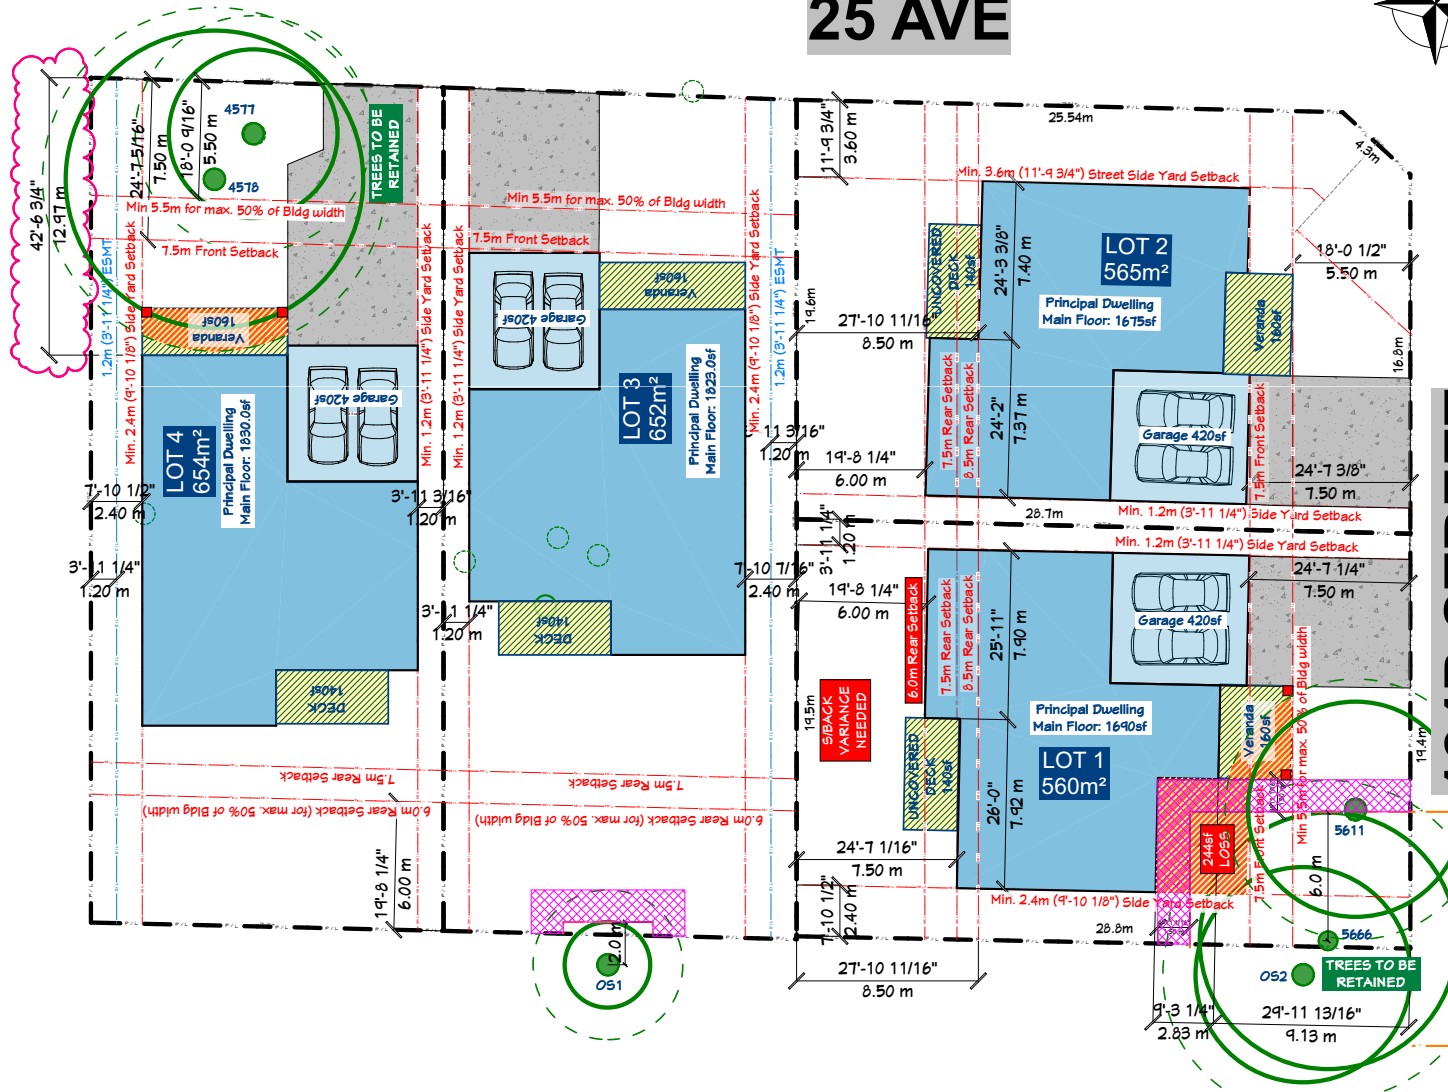 25 AVE
42'-6 3/4"
12.97 m
24'-7 5/16"
7.50 m
18'-0 9/16"
5.50 m
4577
4578
TREES TO BE
RETAINED
Min 5.5m for max. 50% of Bldg width
7.5m Front Setback
1.2m (3'-11 1/4") ESMT
Min. 2.4m (9'-10 1/8") Side Yard Setback
Veranda
160sf
Garage 420sf
LOT 4
654m²
Principal Dwelling
Main Floor: 1830.0sf
Min. 1.2m (3'-11 1/4") Side Yard Setback
Min. 1.2m (3'-11 1/4") Side Yard Setback
7'-10 1/2"
2.40 m
3'-11 1/4"
1.20 m
3'-11 3/16"
1.20 m
3'-11 1/4"
1.20 m
DECK
140sf
7.5m Rear Setback
6.0m Rear Setback (for max. 50% of Bldg width)
19'-8 1/4"
6.00 m
Min 5.5m for max. 50% of Bldg width
7.5m Front Setback
Veranda
160sf
Garage 420sf
LOT 3
652m²
Principal Dwelling
Main Floor: 1823.0sf
Min. 2.4m (9'-10 1/8") Side Yard Setback
1.2m (3'-11 1/4") ESMT
11 3/16"
1.20 m
7'-10 7/16"
2.40 m
DECK
140sf
7.5m Rear Setback
6.0m Rear Setback (for max. 50% of Bldg width)
2.0 m
OS1
11'-9 3/4"
3.60 m
25.54m
4.3m
Min. 3.6m (11'-9 3/4") Street Side Yard Setback
19.6m
27'-10 11/16"
8.50 m
UNCOVERED
DECK
140sf
24'-3 3/8"
7.40 m
LOT 2
565m²
Principal Dwelling
Main Floor: 1675sf
Veranda
160sf
18'-0 1/2"
5.50 m
16.8m
7.5m Rear Setback
8.5m Rear Setback
24'-2"
7.37 m
Garage 420sf
7.5m Front Setback
24'-7 3/8"
7.50 m
19'-8 1/4"
6.00 m
28.7m
Min. 1.2m (3'-11 1/4") Side Yard Setback
3'-11 1/4"
1.20 m
Min. 1.2m (3'-11 1/4") Side Yard Setback
24'-7 1/4"
7.50 m
19'-8 1/4"
6.00 m
6.0m Rear Setback
7.5m Rear Setback
8.5m Rear Setback
25'-11"
7.90 m
Garage 420sf
S/BACK
VARIANCE
NEEDED
19.5m
Principal Dwelling
Main Floor: 1690sf
LOT 1
560m²
UNCOVERED
DECK
140sf
26'-0"
7.92 m
Veranda
160sf
Min 5.5m for max. 50% of Bldg width
7.5m Front Setback
19.4m
244sf
LOSS
5611
6.0 m
24'-7 1/16"
7.50 m
7'-10 1/2"
2.40 m
Min. 2.4m (9'-10 1/8") Side Yard Setback
28.8m
27'-10 11/16"
8.50 m
5666
OS2
TREES TO BE
RETAINED
9'-3 1/4"
2.83 m
29'-11 13/16"
9.13 m